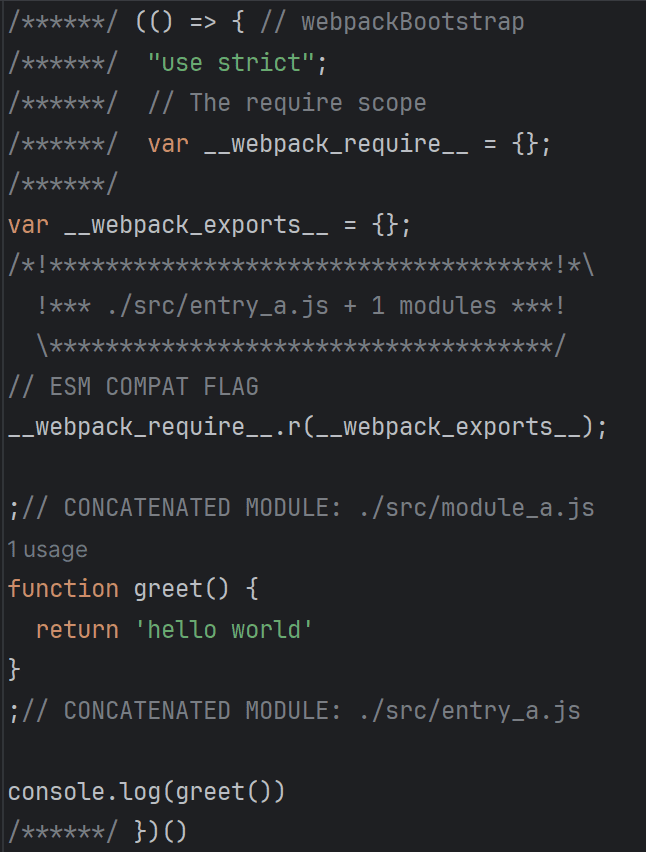 /******/ (() => { // webpackBootstrap
/******/  "use strict";
/******/  // The require scope
/******/  var __webpack_require__ = {};
/******/
var __webpack_exports__ = {};
/*!************************************!*\
  !*** ./src/entry_a.js + 1 modules ***!
  \************************************/
// ESM COMPAT FLAG
__webpack_require__.r(__webpack_exports__);
;// CONCATENATED MODULE: ./src/module_a.js
1 usage
function greet() {
  return 'hello world'
}
;// CONCATENATED MODULE: ./src/entry_a.js
console.log(greet())
/******/ })()